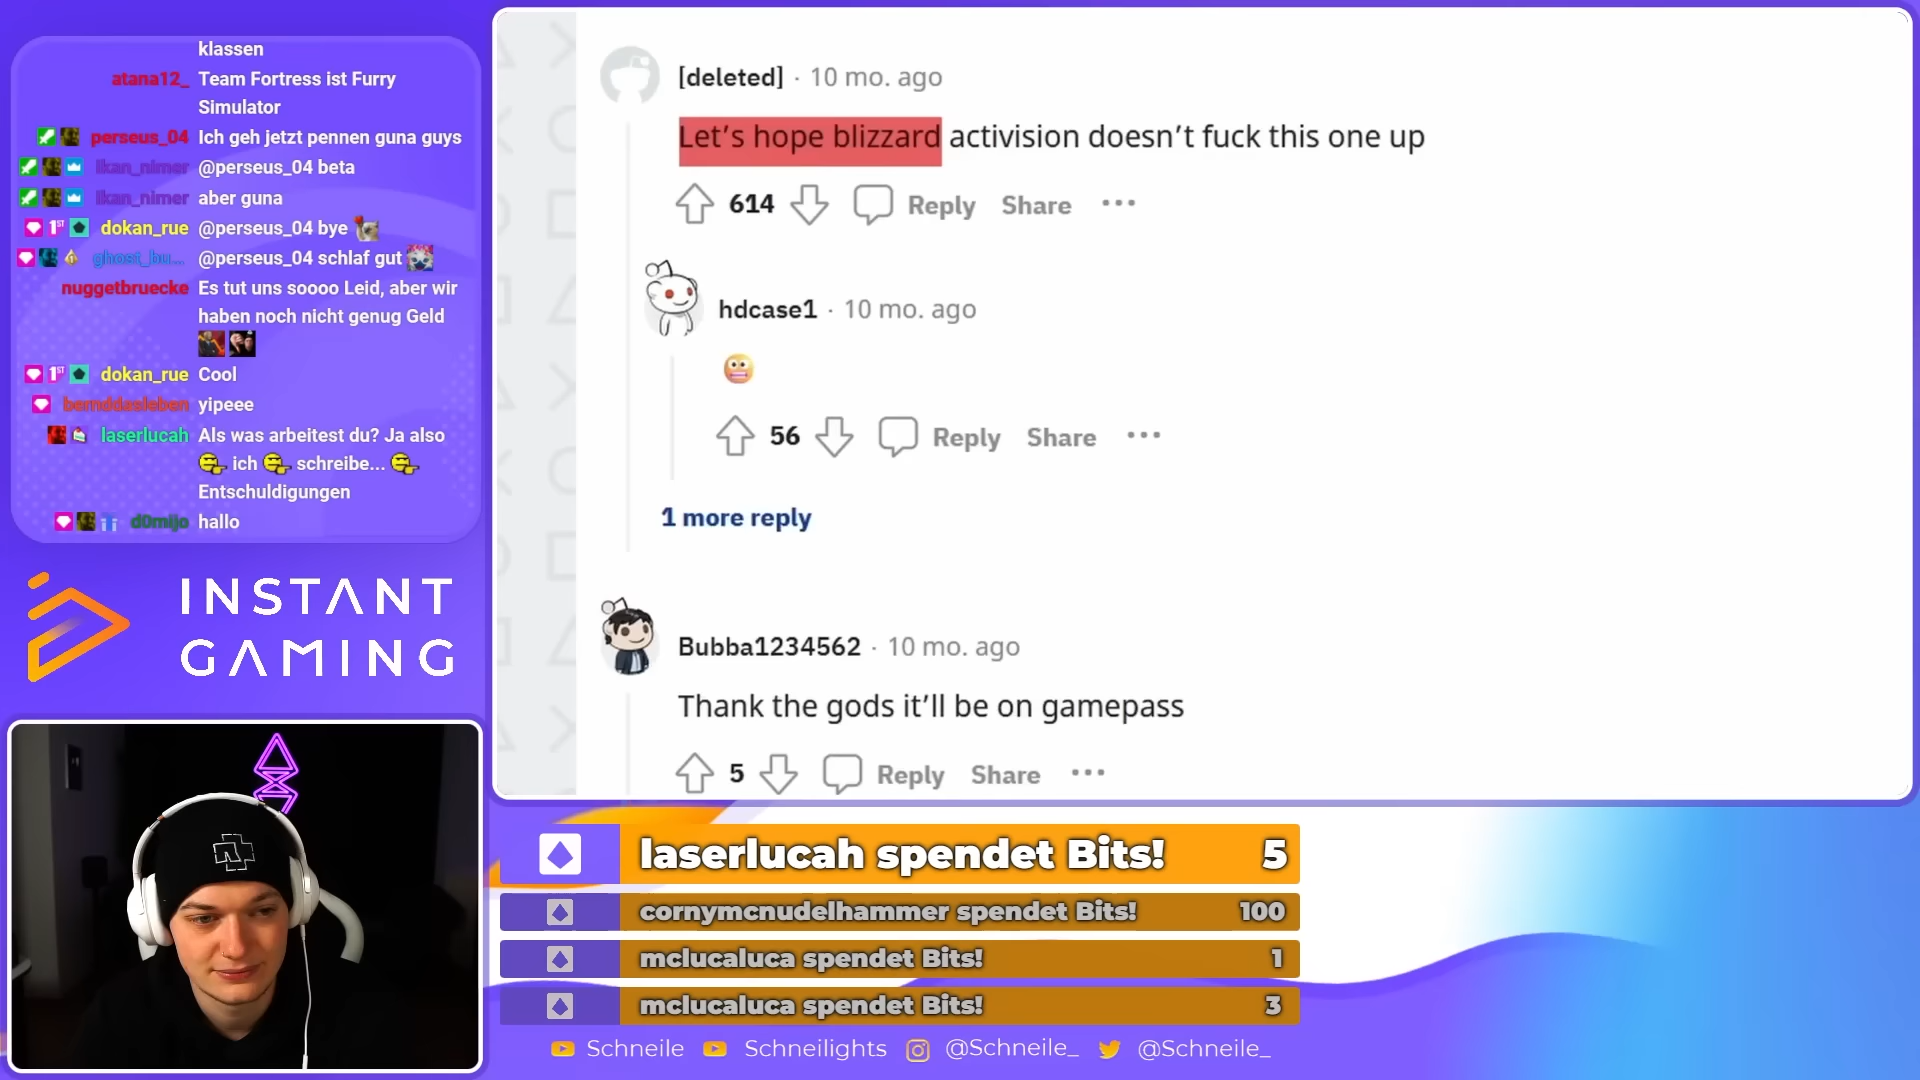 klassen
atana12_ Team Fortress ist Furry
Simulator
perseus_04 Ich geh jetzt pennen guna guys
ikan_nimer @perseus_04 beta
ikan_nimer aber guna
1ST dokan_rue @perseus_04 bye
ghost_bu... @perseus_04 schlaf gut
nuggetbruecke Es tut uns soooo Leid, aber wir
haben noch nicht genug Geld
1ST dokan_rue Cool
bernddasleben yipeee
laserlucah Als was arbeitest du? Ja also
ich schreibe...
Entschuldigungen
d0mijo hallo
INSTANT
GAMING
[deleted] · 10 mo. ago
Let’s hope blizzard activision doesn’t fuck this one up
614 Reply Share ···
hdcase1 · 10 mo. ago
56 Reply Share ···
1 more reply
Bubba1234562 · 10 mo. ago
Thank the gods it’ll be on gamepass
5 Reply Share ···
laserlucah spendet Bits! 5
cornymcnudelhammer spendet Bits! 100
mclucaluca spendet Bits! 1
mclucaluca spendet Bits! 3
Schneile Schneilights @Schneile_ @Schneile_